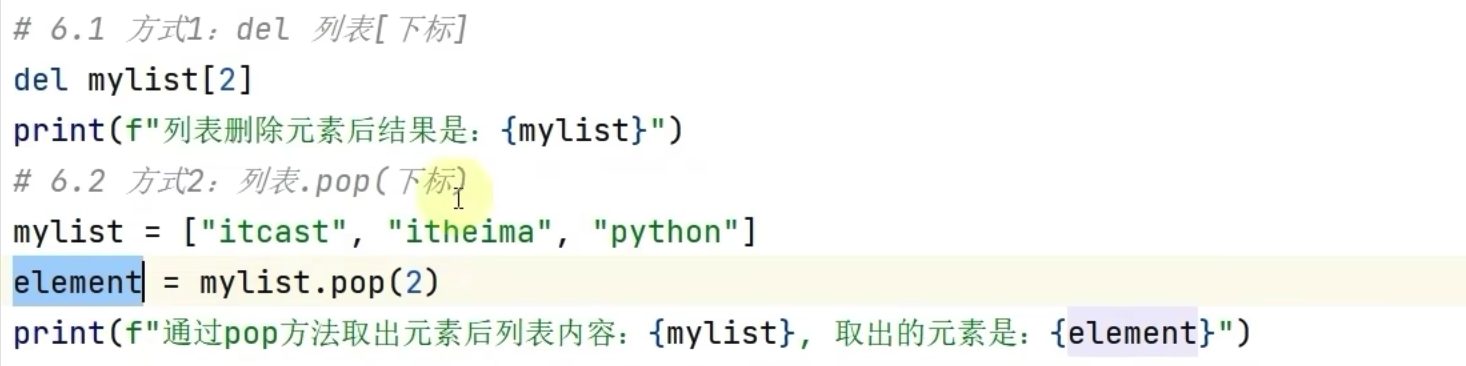 # 6.1 方式1：del 列表[下标]
del mylist[2]
print(f"列表删除元素后结果是：{mylist}")
# 6.2 方式2：列表.pop(下标)
mylist = ["itcast", "itheima", "python"]
element = mylist.pop(2)
print(f"通过pop方法取出元素后列表内容：{mylist}, 取出的元素是：{element}")